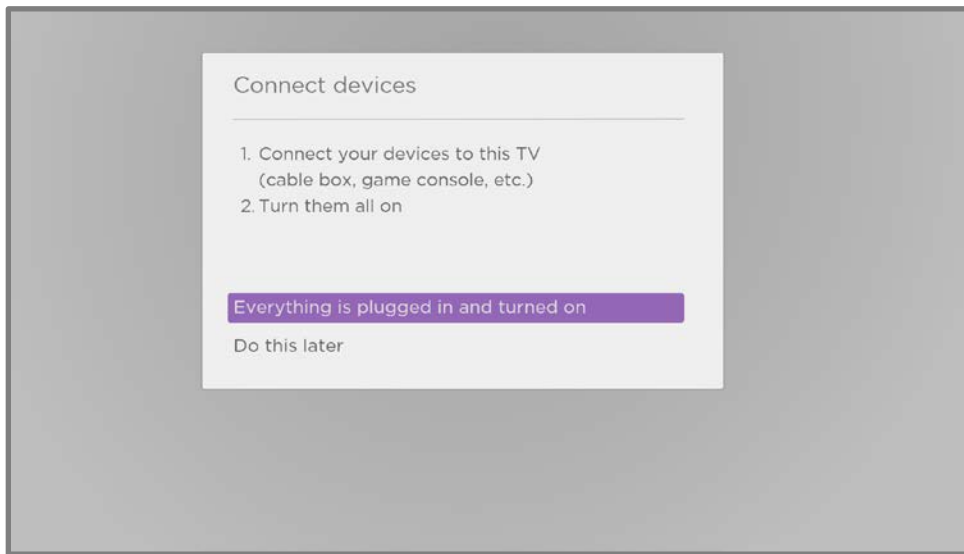 Connect devices
1. Connect your devices to this TV
(cable box, game console, etc.)
2. Turn them all on
Everything is plugged in and turned on
Do this later